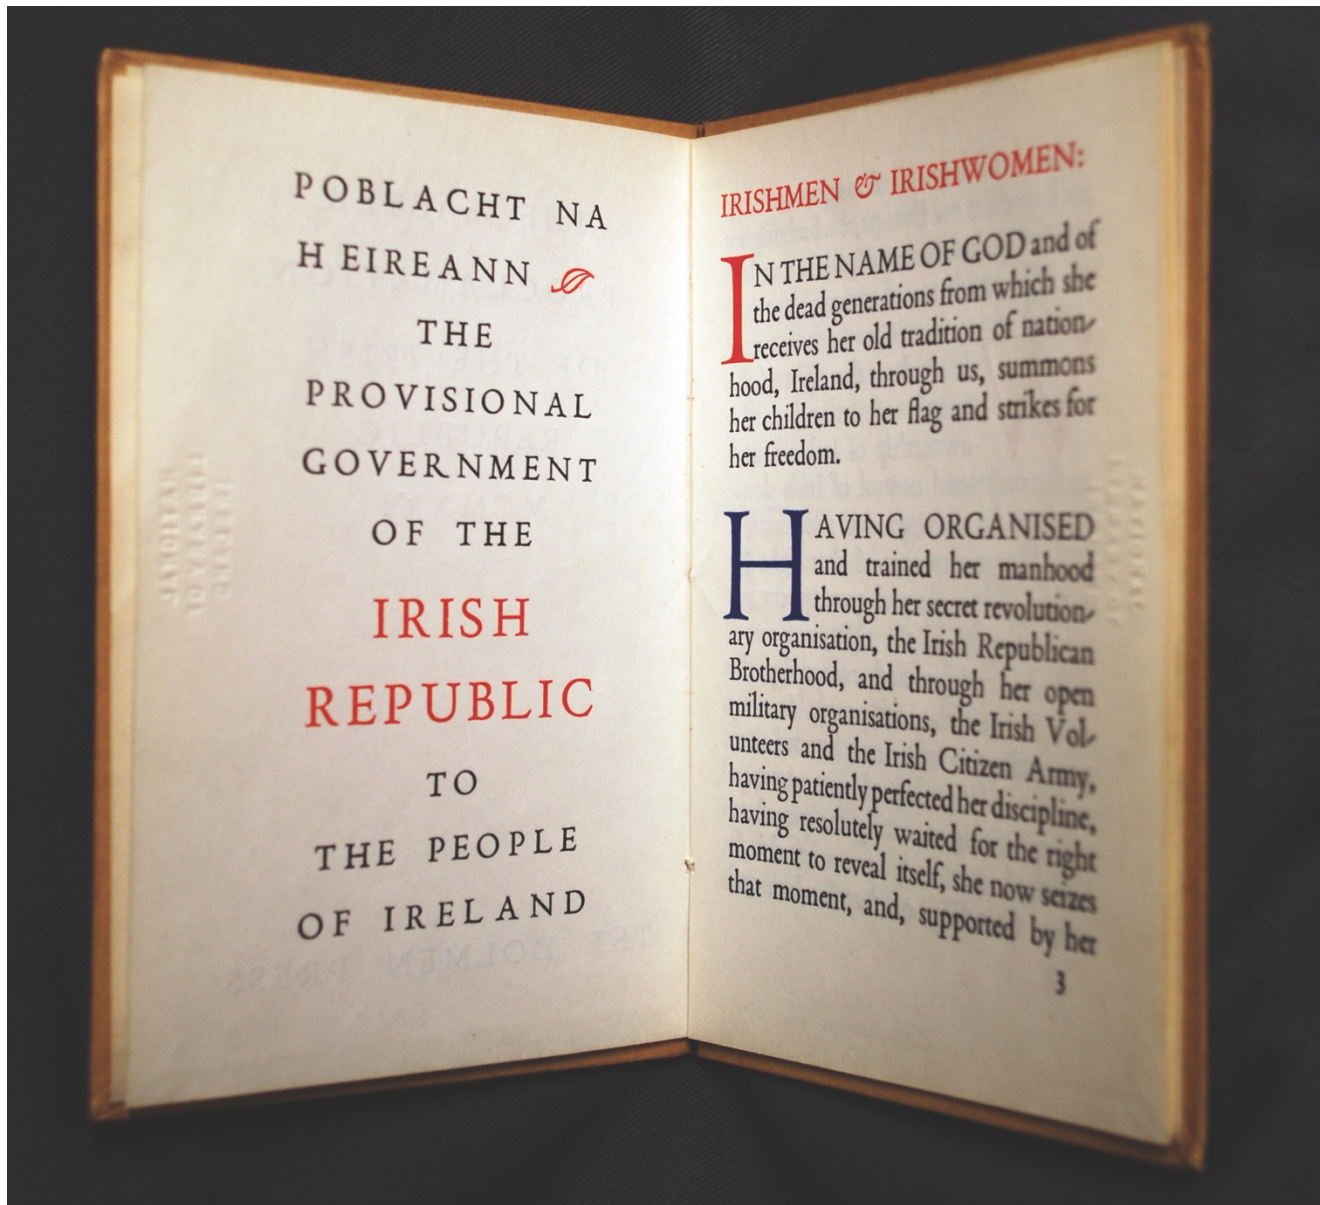 POBLACHT NA
H EIREANN
THE
PROVISIONAL
GOVERNMENT
OF THE
IRISH
REPUBLIC
TO
THE PEOPLE
OF IRELAND
IRISHMEN & IRISHWOMEN:
IN THE NAME OF GOD and of
the dead generations from which she
receives her old tradition of nation-
hood, Ireland, through us, summons
her children to her flag and strikes for
her freedom.
HAVING ORGANISED
and trained her manhood
through her secret revolution-
ary organisation, the Irish Republican
Brotherhood, and through her open
military organisations, the Irish Vol-
unteers and the Irish Citizen Army,
having patiently perfected her discipline,
having resolutely waited for the right
moment to reveal itself, she now seizes
that moment, and, supported by her
3